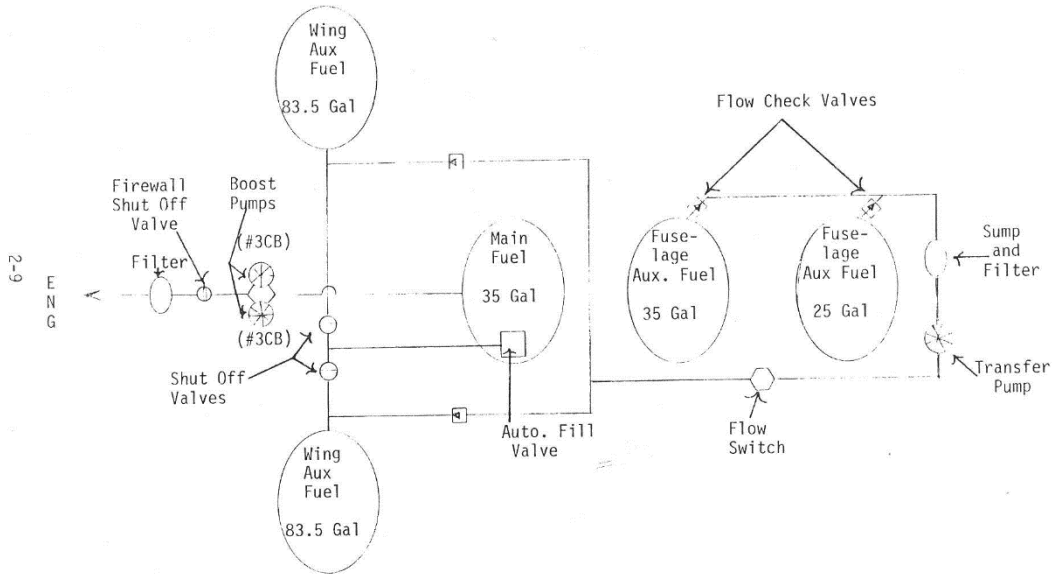 Wing
Aux
Fuel
83.5 Gal
Flow Check Valves
Firewall
Shut Off
Valve
Boost
Pumps
(#3CB)
Filter
Main
Fuel
35 Gal
Fuse-
lage
Aux. Fuel
35 Gal
Fuse-
lage
Aux Fuel
25 Gal
Sump
and
Filter
2-9
E
N
G
(#3CB)
Shut Off
Valves
Transfer
Pump
Auto. Fill
Valve
Flow
Switch
Wing
Aux
Fuel
83.5 Gal